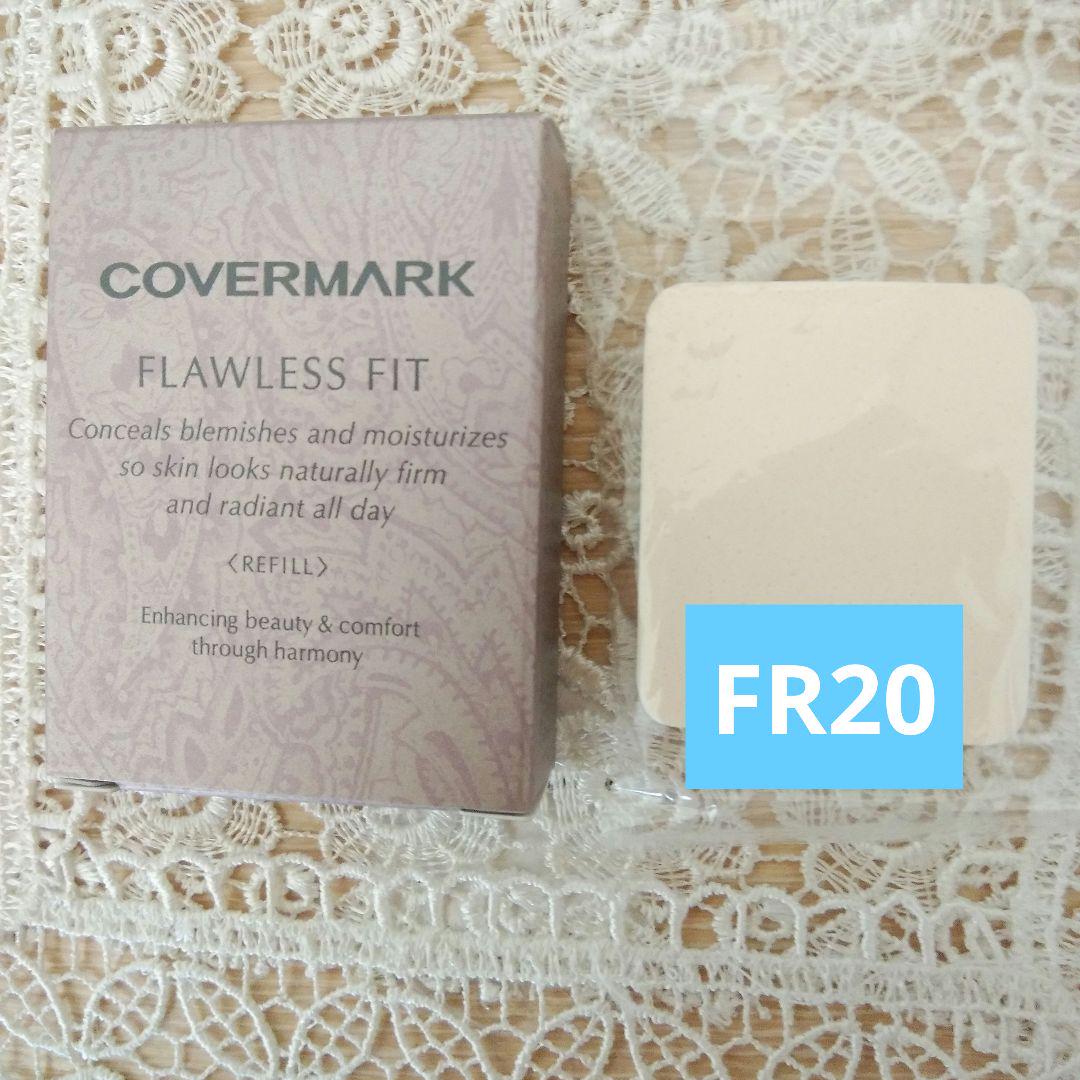 COVERMARK
FLAWLESS FIT
Conceals blemishes and moisturizes
so skin looks naturally firm
and radiant all day
〈REFILL〉
Enhancing beauty & comfort
through harmony
FR20